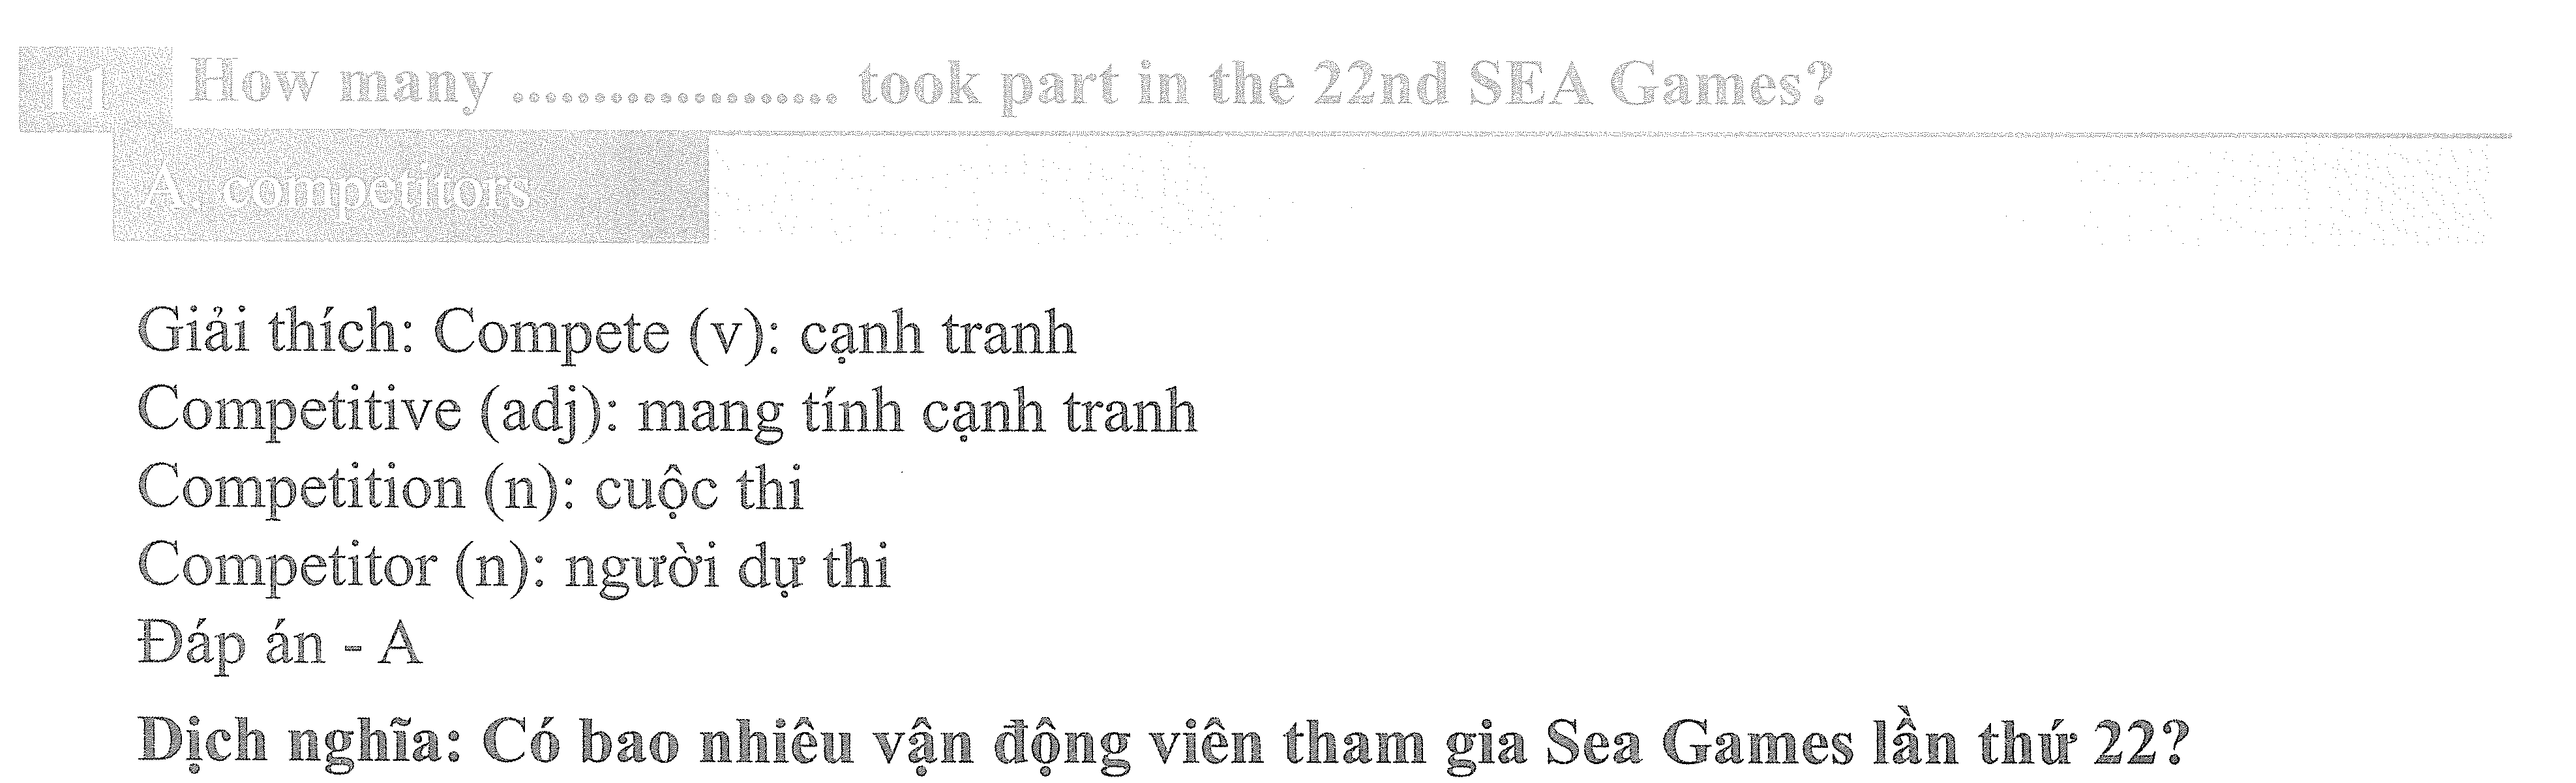 11 How many .................... took part in the 22nd SEA Games?
A. competitors
Giải thích: Compete (v): cạnh tranh
Competitive (adj): mang tính cạnh tranh
Competition (n): cuộc thi
Competitor (n): người dự thi
Đáp án - A
Dịch nghĩa: Có bao nhiêu vận động viên tham gia Sea Games lần thứ 22?